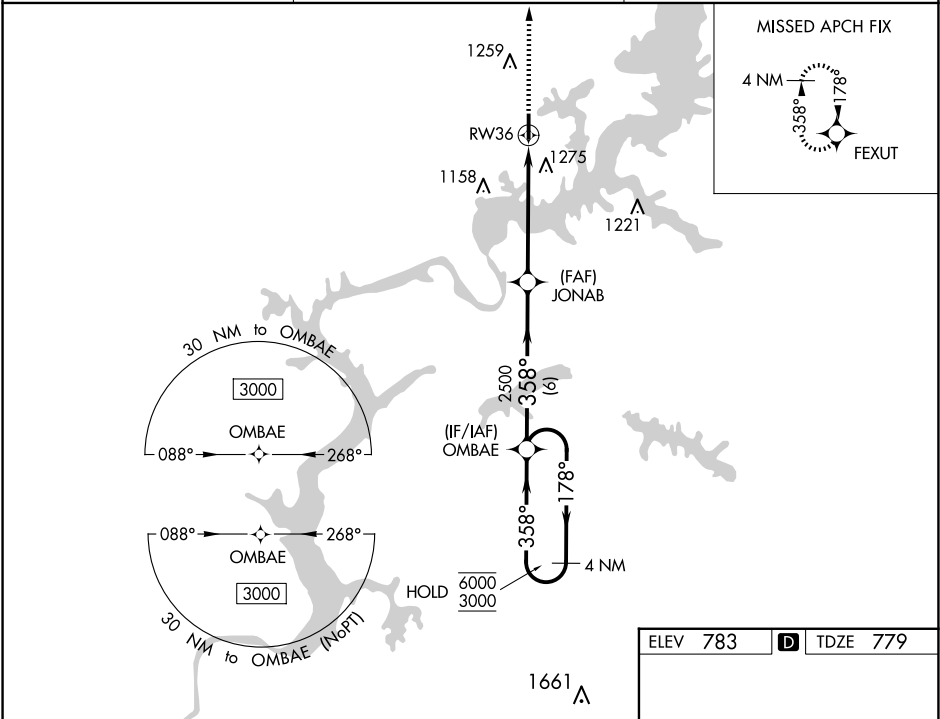 MISSED APCH FIX
4 NM
358°
178°
FEXUT
1259
RW36
1275
1158
1221
(FAF)
JONAB
30 NM to OMBAE
3000
OMBAE
088°
268°
2500
358°
(6)
(IF/IAF)
OMBAE
178°
358°
4 NM
HOLD 6000
3000
088°
268°
OMBAE
3000
30 NM to OMBAE (NoPT)
1661
ELEV 783 D TDZE 779